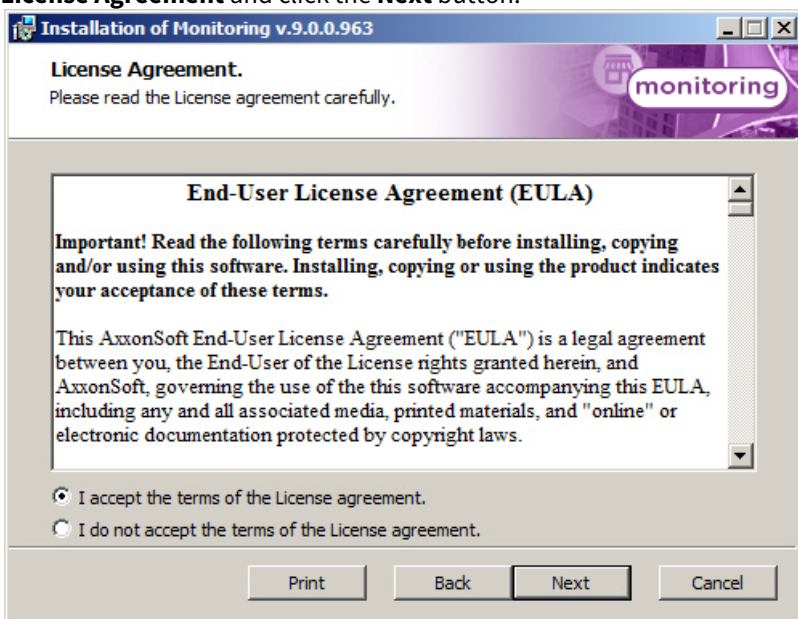 License Agreement and click the Next button.
Installation of Monitoring v.9.0.0.963
License Agreement.
Please read the License agreement carefully.
monitoring
End-User License Agreement (EULA)
Important! Read the following terms carefully before installing, copying
and/or using this software. Installing, copying or using the product indicates
your acceptance of these terms.
This AxxonSoft End-User License Agreement ("EULA") is a legal agreement
between you, the End-User of the License rights granted herein, and
AxxonSoft, governing the use of the this software accompanying this EULA,
including any and all associated media, printed materials, and "online" or
electronic documentation protected by copyright laws.
I accept the terms of the License agreement.
I do not accept the terms of the License agreement.
Print Back Next Cancel